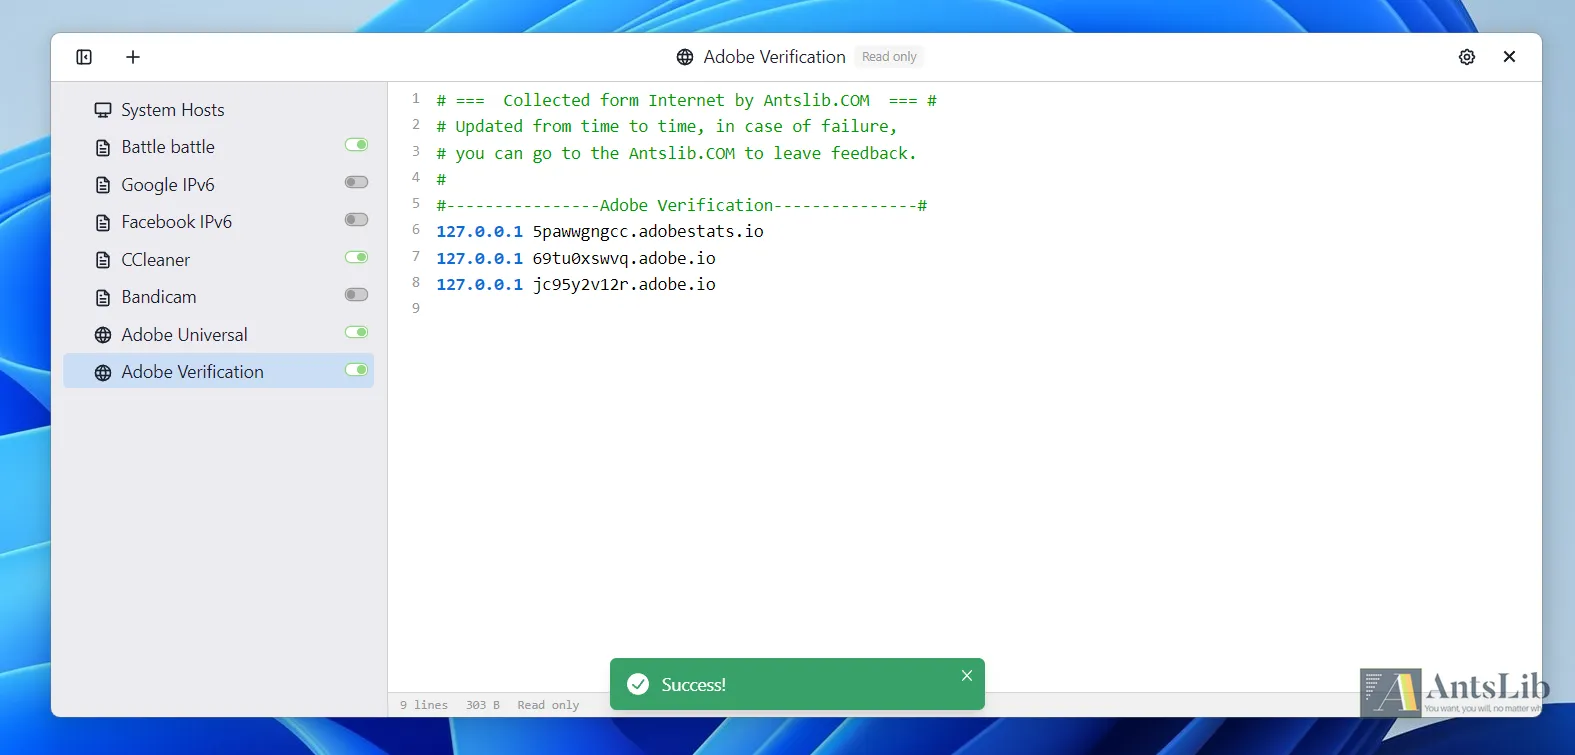 Adobe Verification Read only
System Hosts
Battle battle
Google IPv6
Facebook IPv6
CCleaner
Bandicam
Adobe Universal
Adobe Verification
1 # ===  Collected form Internet by Antslib.COM  === #
2 # Updated from time to time, in case of failure,
3 # you can go to the Antslib.COM to leave feedback.
4 #
5 #----------------Adobe Verification---------------#
6 127.0.0.1 5pawwgngcc.adobestats.io
7 127.0.0.1 69tu0xswvq.adobe.io
8 127.0.0.1 jc95y2v12r.adobe.io
9
Success!
9 lines 303 B Read only
AntsLib
You want, you will, no matter wh